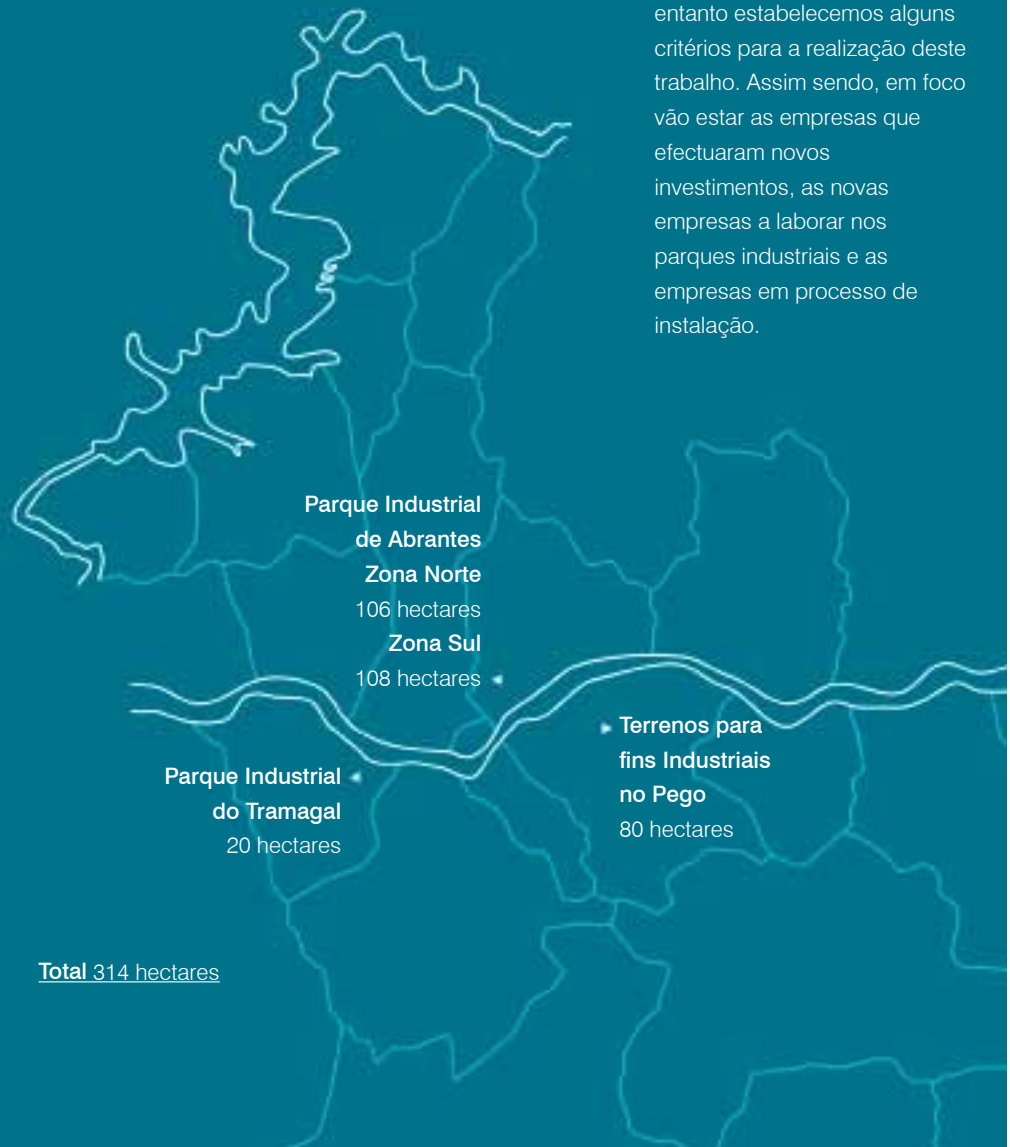 entanto estabelecemos alguns
critérios para a realização deste
trabalho. Assim sendo, em foco
vão estar as empresas que
efectuaram novos
investimentos, as novas
empresas a laborar nos
parques industriais e as
empresas em processo de
instalação.
Parque Industrial
de Abrantes
Zona Norte
106 hectares
Zona Sul
108 hectares
Terrenos para
fins Industriais
no Pego
80 hectares
Parque Industrial
do Tramagal
20 hectares
Total 314 hectares